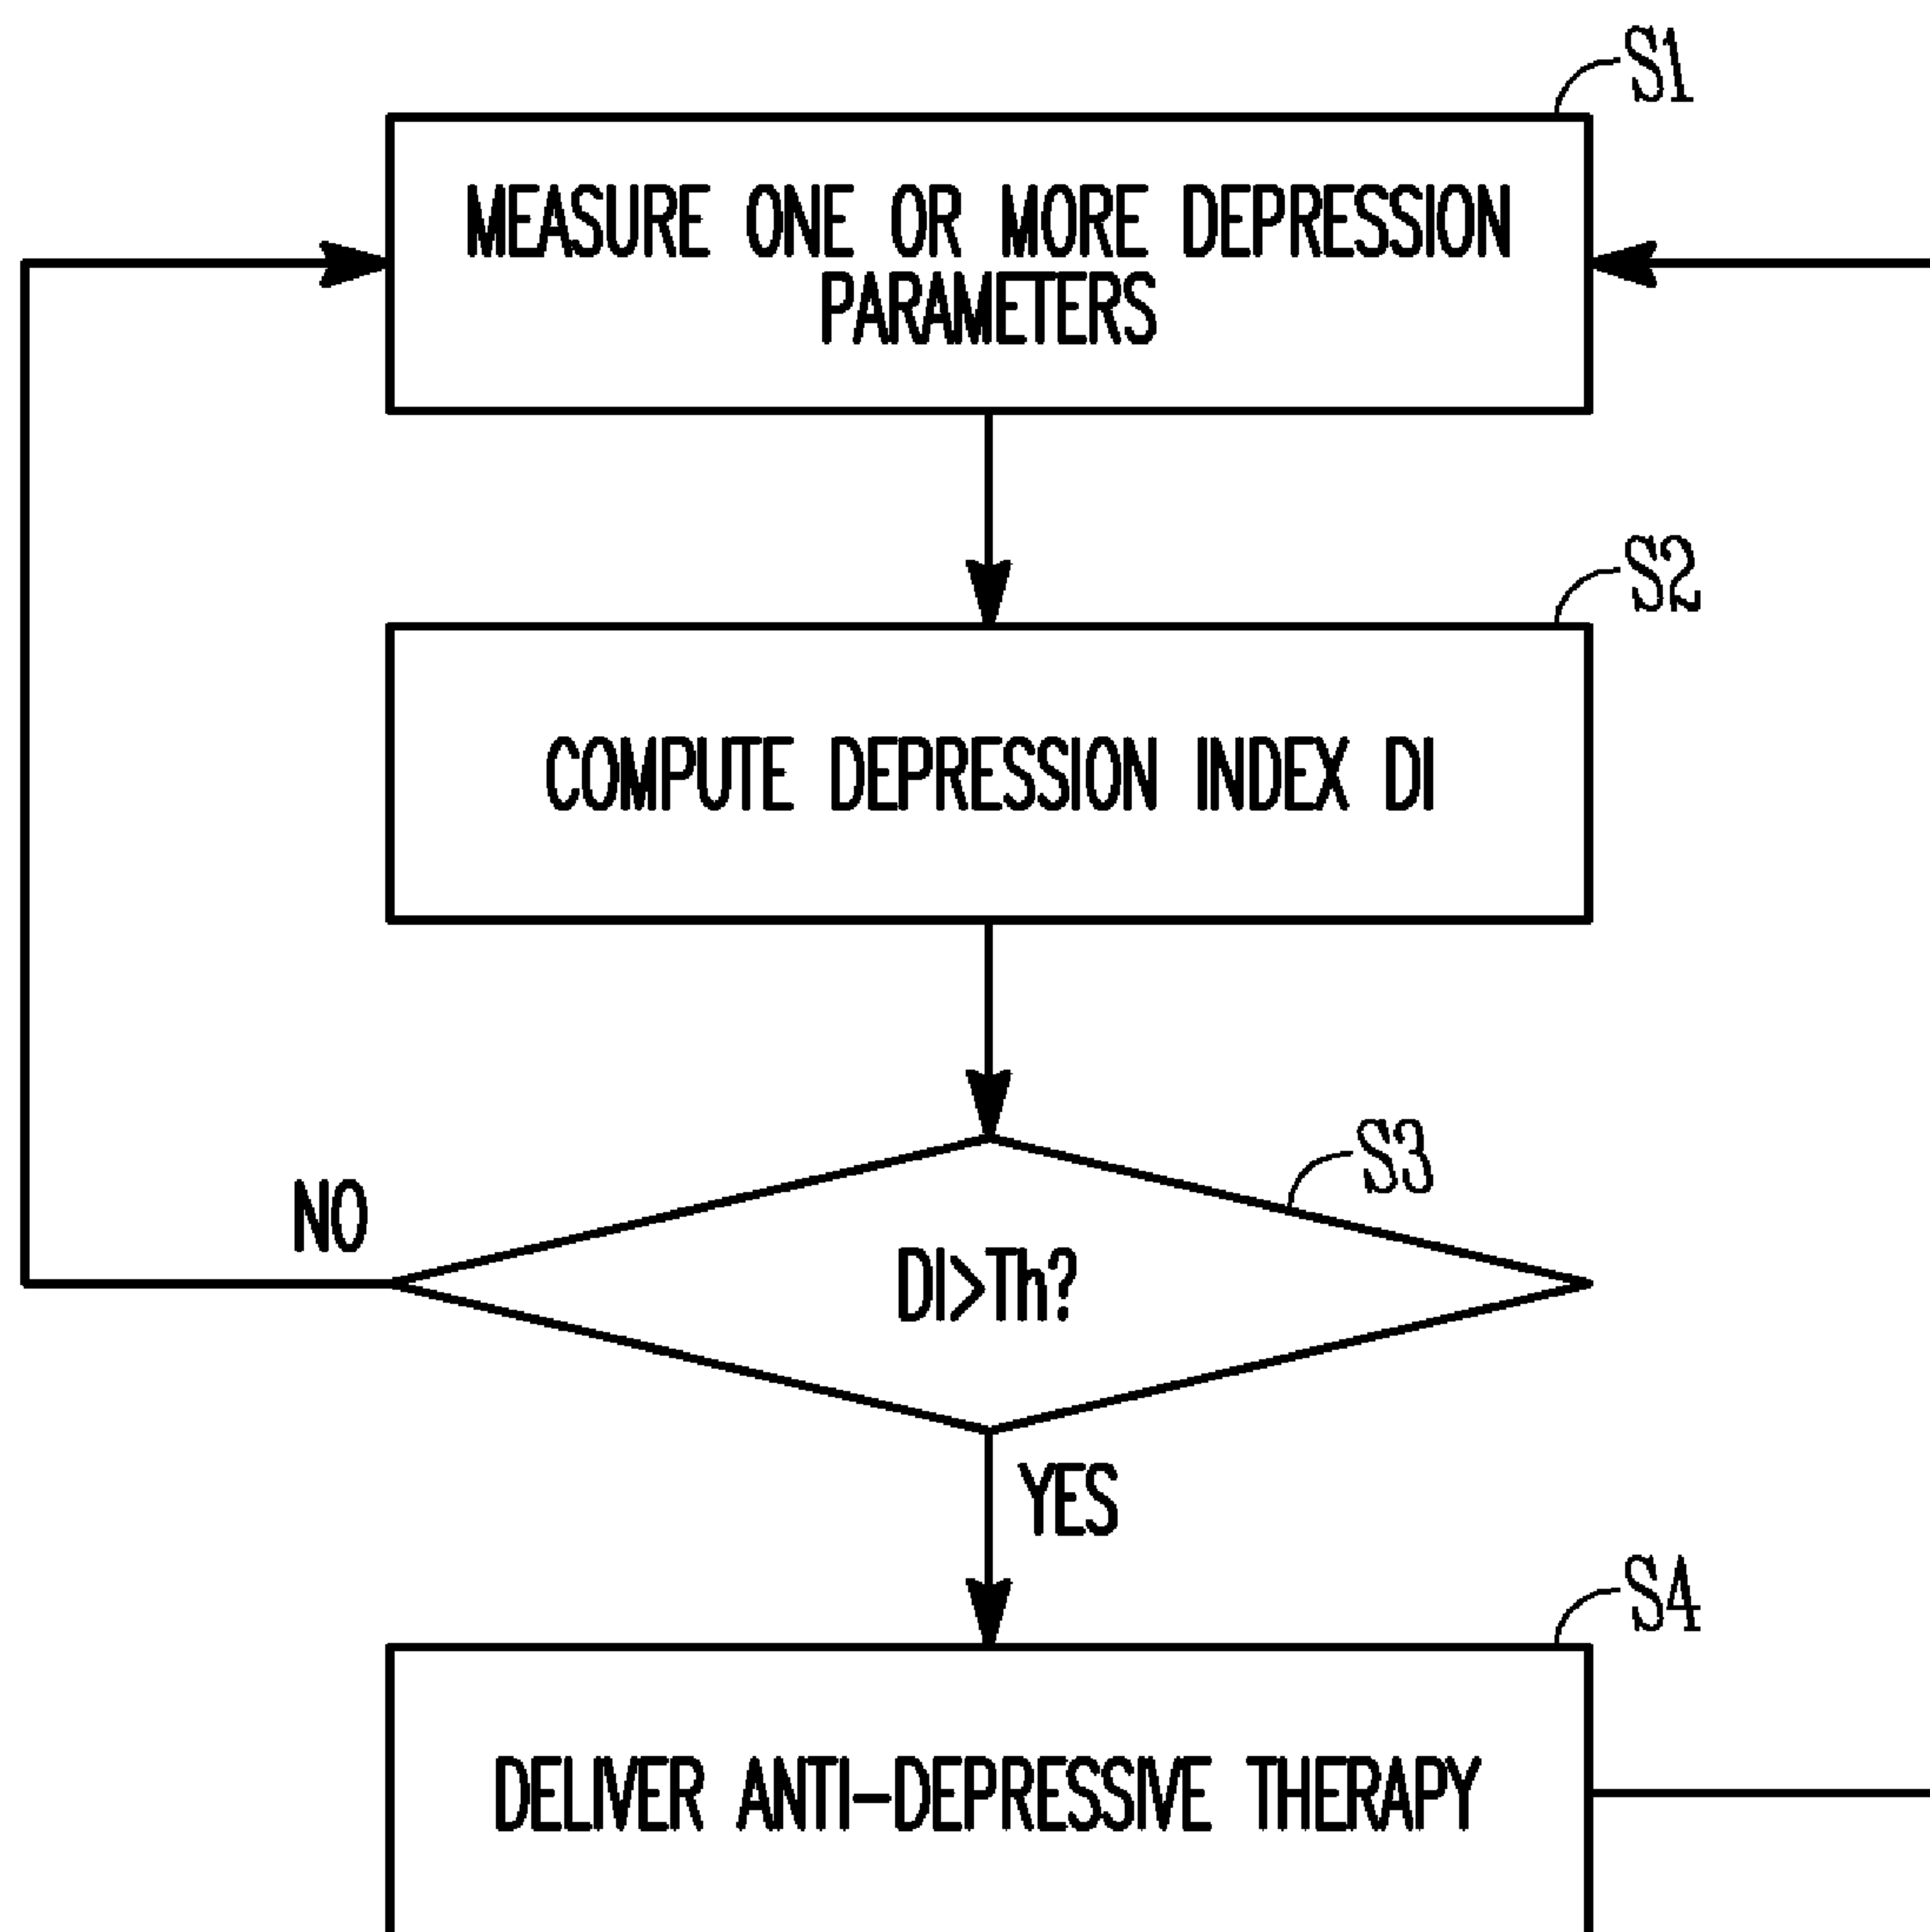 S1
MEASURE ONE OR MORE DEPRESSION
PARAMETERS
S2
COMPUTE DEPRESSION INDEX DI
S3
NO
DI>Th?
YES
S4
DELIVER ANTI-DEPRESSIVE THERAPY